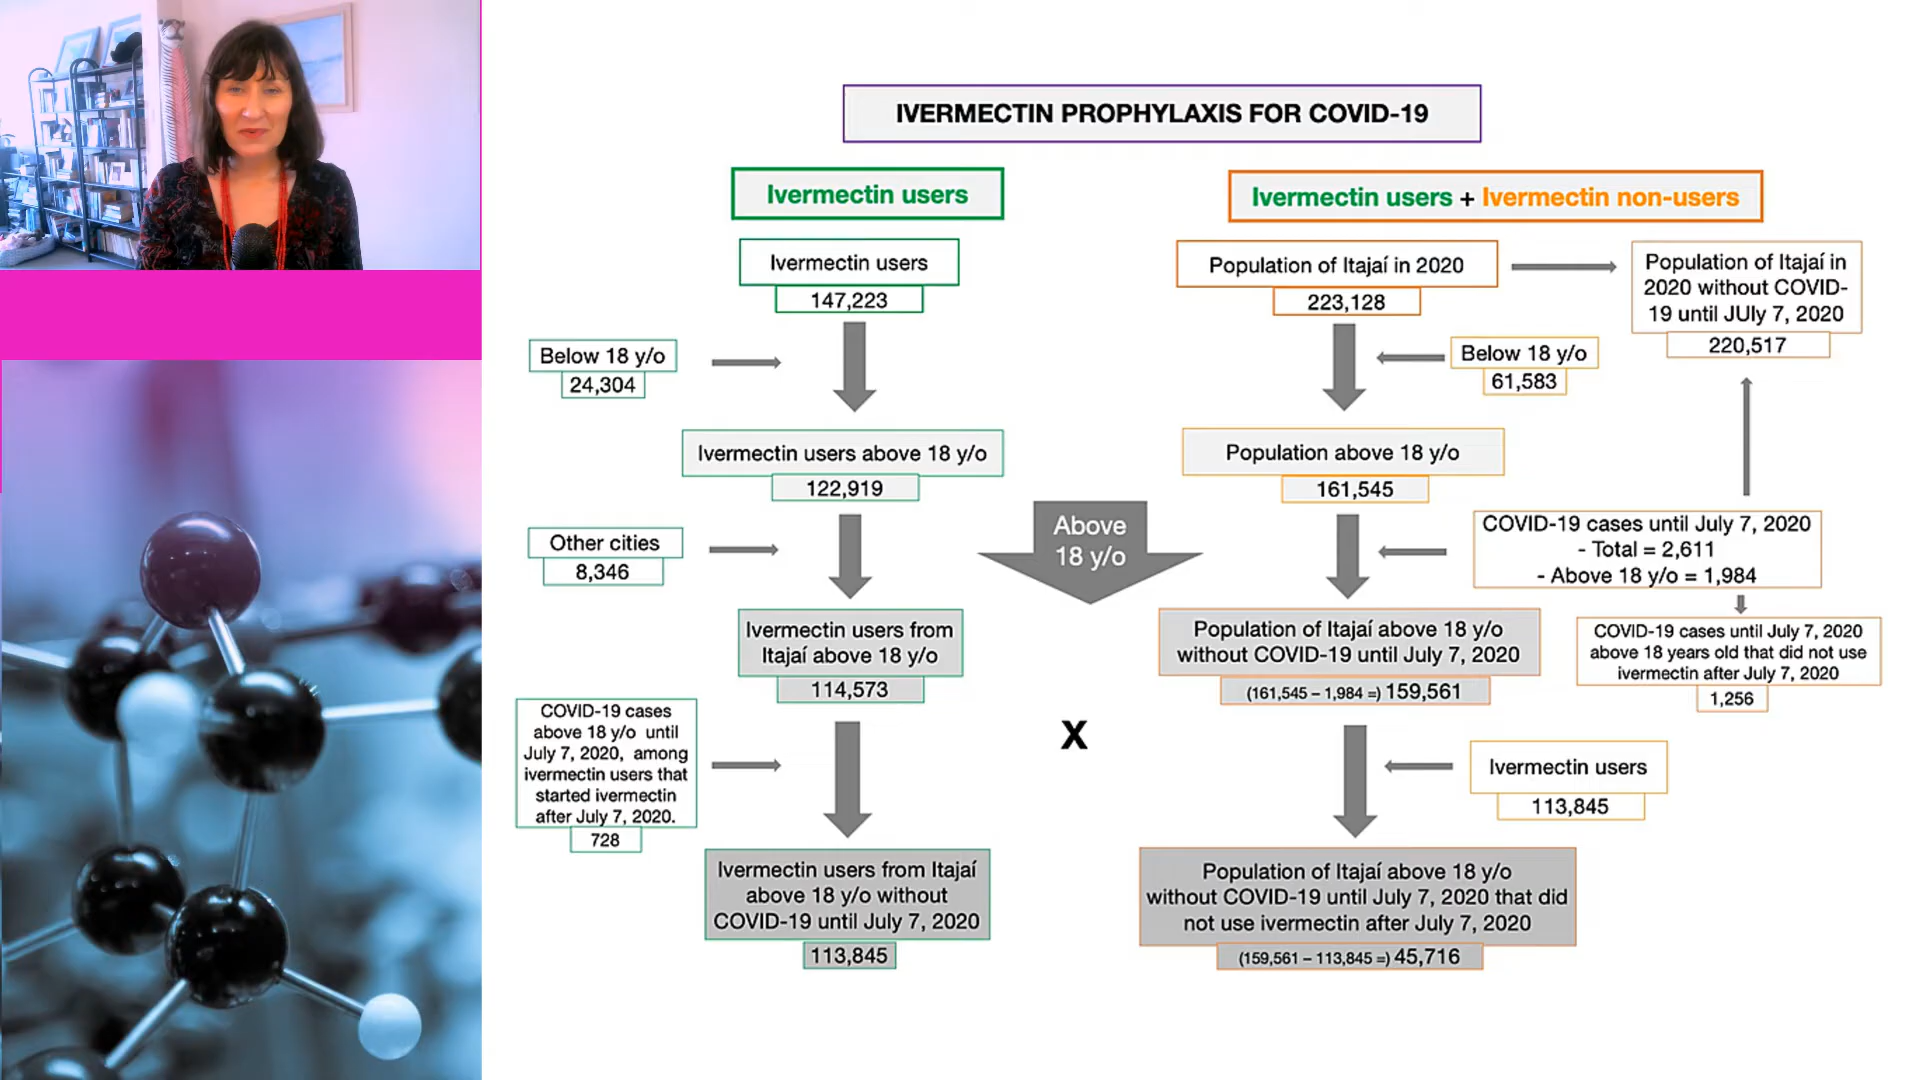 IVERMECTIN PROPHYLAXIS FOR COVID-19
Ivermectin users
Ivermectin users
147,223
Below 18 y/o
24,304
Ivermectin users above 18 y/o
122,919
Other cities
8,346
Ivermectin users from
Itajaí above 18 y/o
114,573
COVID-19 cases
above 18 y/o until
July 7, 2020, among
ivermectin users that
started ivermectin
after July 7, 2020.
728
Ivermectin users from Itajaí
above 18 y/o without
COVID-19 until July 7, 2020
113,845
Above
18 y/o
X
Ivermectin users + Ivermectin non-users
Population of Itajaí in 2020
223,128
Population of Itajaí in
2020 without COVID-
19 until JUly 7, 2020
220,517
Below 18 y/o
61,583
Population above 18 y/o
161,545
COVID-19 cases until July 7, 2020
- Total = 2,611
- Above 18 y/o = 1,984
COVID-19 cases until July 7, 2020
above 18 years old that did not use
ivermectin after July 7, 2020
1,256
Population of Itajaí above 18 y/o
without COVID-19 until July 7, 2020
(161,545 – 1,984 =) 159,561
Ivermectin users
113,845
Population of Itajaí above 18 y/o
without COVID-19 until July 7, 2020 that did
not use ivermectin after July 7, 2020
(159,561 – 113,845 =) 45,716